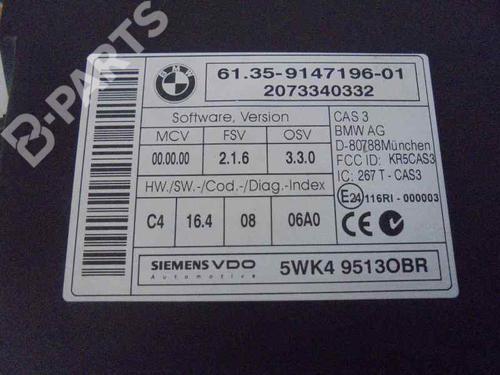 B-PARTS
BMW
61.35-9147196-01
2073340332
Software, Version
MCV FSV OSV
00.00.00 2.1.6 3.3.0
HW./SW.-/Cod.-/Diag.-Index
C4 16.4 08 06A0
CAS 3
BMW AG
D-80788München
FCC ID: KR5CAS3
IC: 267 T - CAS3
E24 116RI - 000003
CE
SIEMENS VDO
Automotive
5WK4 9513OBR